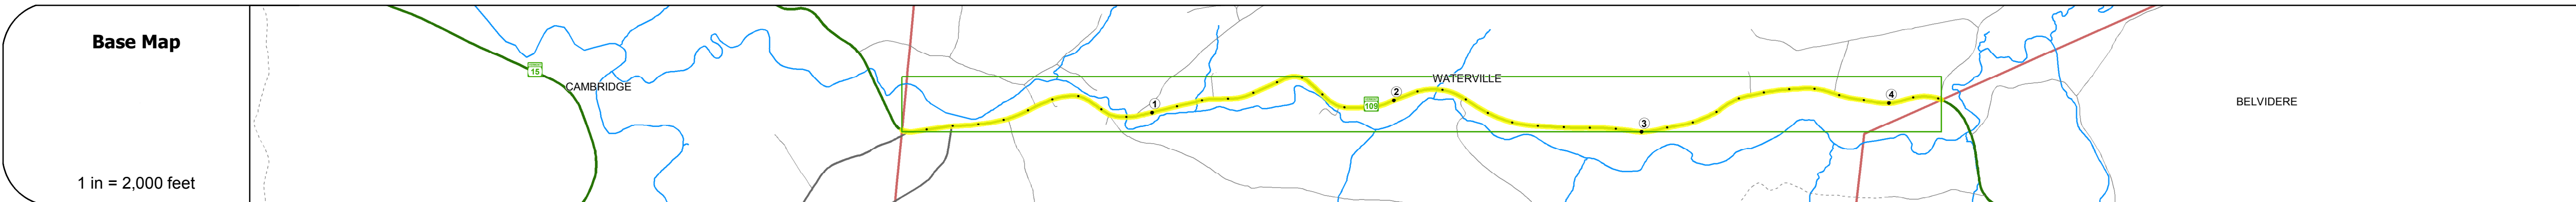 Base Map
1 in = 2,000 feet
15
CAMBRIDGE
1
109
2
WATERVILLE
3
4
BELVIDERE